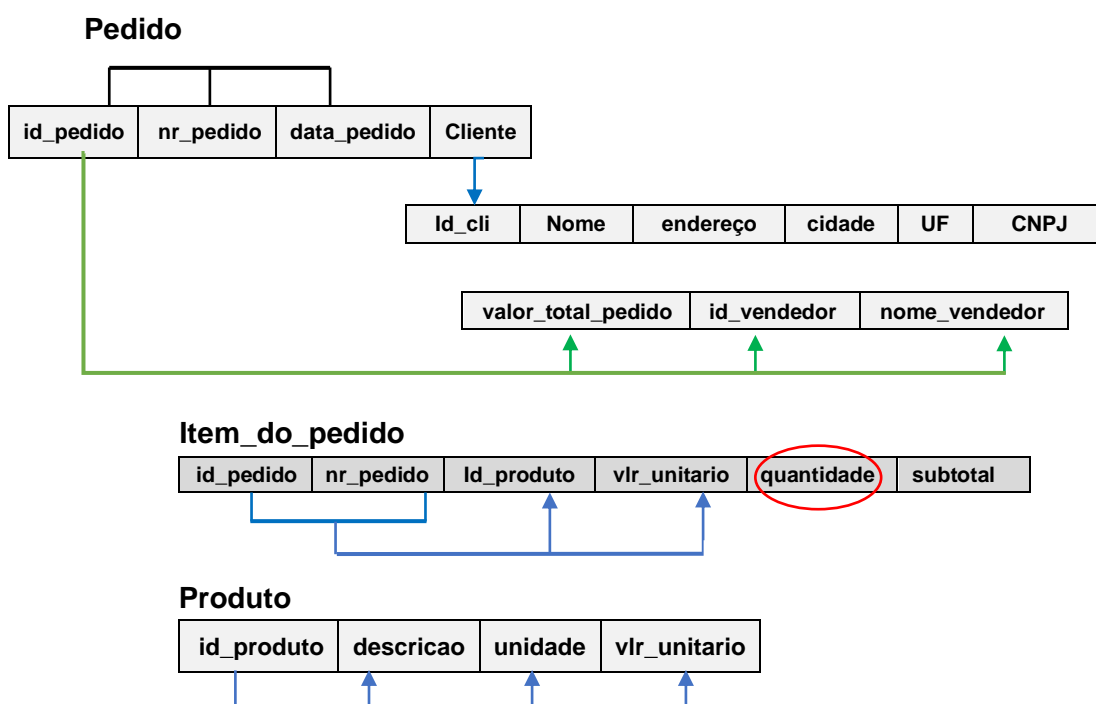 Pedido
id_pedido nr_pedido data_pedido Cliente
Id_cli Nome endereço cidade UF CNPJ
valor_total_pedido id_vendedor nome_vendedor
Item_do_pedido
id_pedido nr_pedido Id_produto vlr_unitario quantidade subtotal
Produto
id_produto descricao unidade vlr_unitario